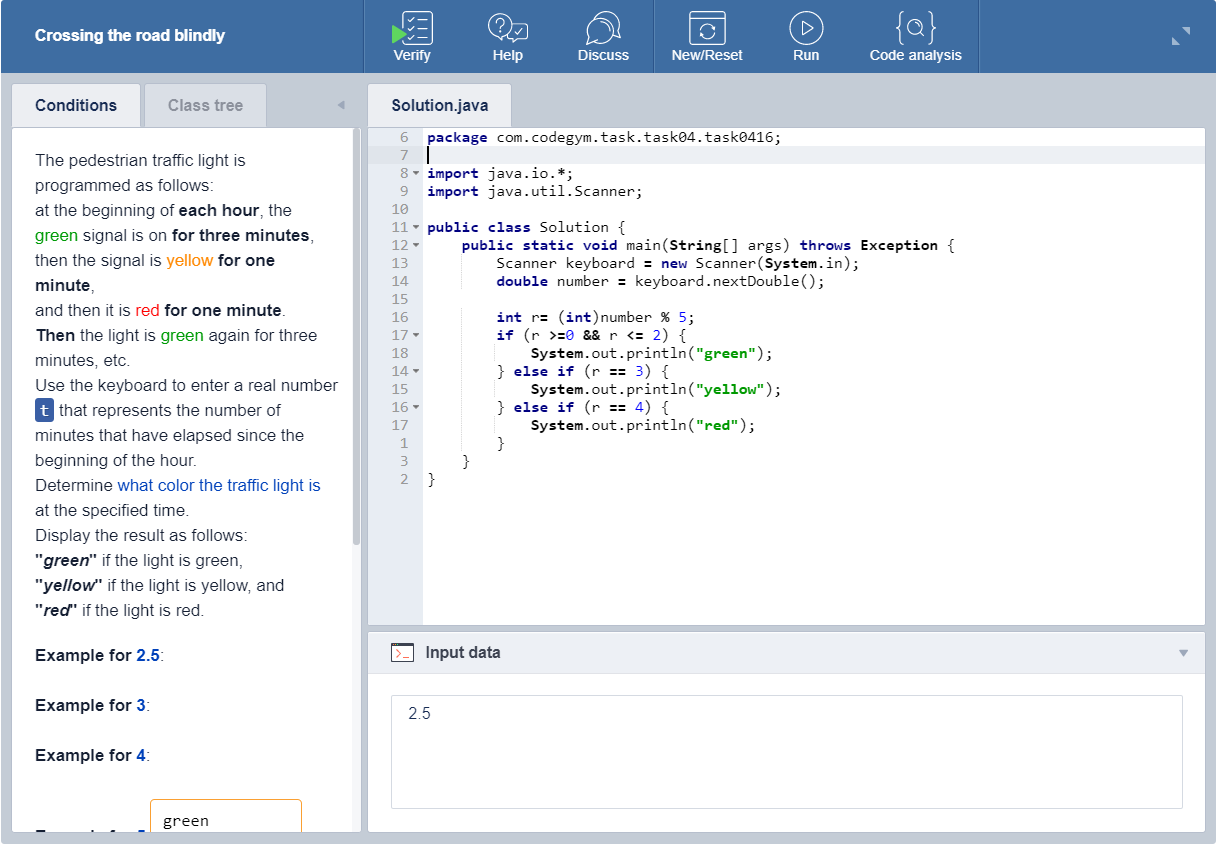 Crossing the road blindly
Verify
Help
Discuss
New/Reset
Run
Code analysis
Conditions
Class tree
The pedestrian traffic light is
programmed as follows:
at the beginning of each hour, the
green signal is on for three minutes,
then the signal is yellow for one
minute,
and then it is red for one minute.
Then the light is green again for three
minutes, etc.
Use the keyboard to enter a real number
t that represents the number of
minutes that have elapsed since the
beginning of the hour.
Determine what color the traffic light is
at the specified time.
Display the result as follows:
"green" if the light is green,
"yellow" if the light is yellow, and
"red" if the light is red.
Example for 2.5:
Example for 3:
Example for 4:
green
Solution.java
6 package com.codegym.task.task04.task0416;
7
8 import java.io.*;
9 import java.util.Scanner;
10
11 public class Solution {
12 public static void main(String[] args) throws Exception {
13 Scanner keyboard = new Scanner(System.in);
14 double number = keyboard.nextDouble();
15
16 int r= (int)number % 5;
17 if (r >=0 && r <= 2) {
18 System.out.println("green");
14 } else if (r == 3) {
15 System.out.println("yellow");
16 } else if (r == 4) {
17 System.out.println("red");
1 }
3 }
2 }
Input data
2.5